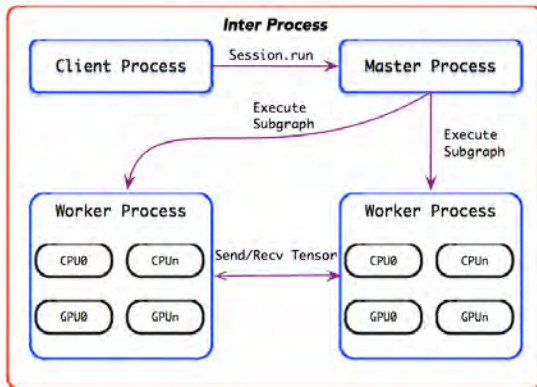 Inter Process
Client Process
Session.run
Master Process
Execute
Subgraph
Execute
Subgraph
Worker Process
Worker Process
CPU0
CPUn
Send/Recv Tensor
CPU0
CPUn
GPU0
GPUn
GPU0
GPUn